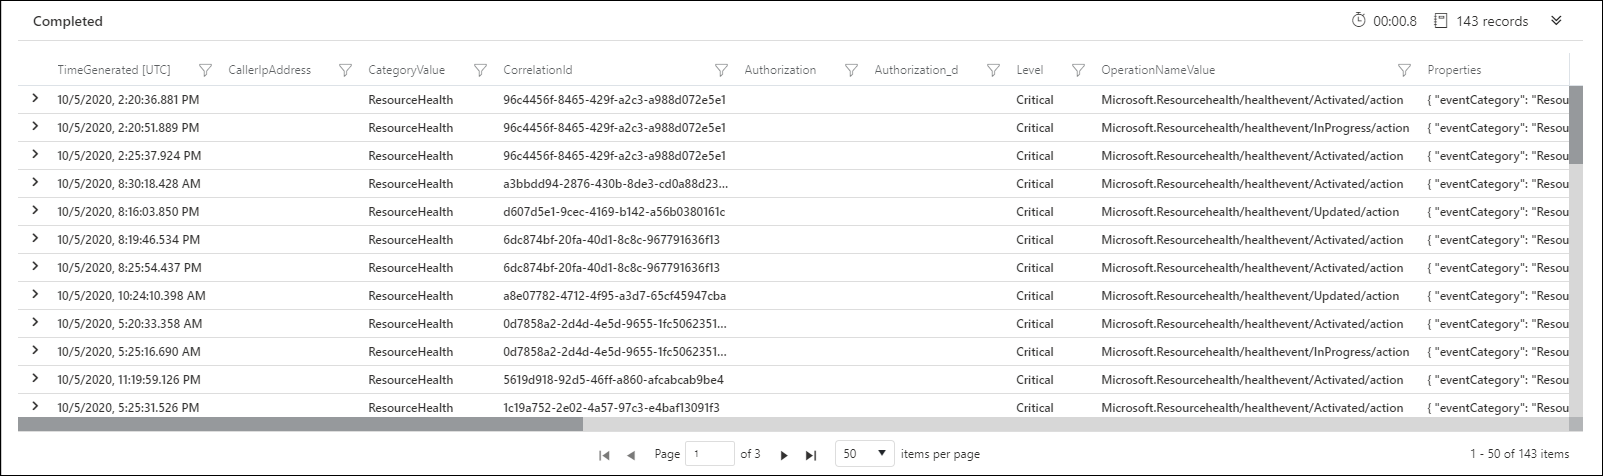 Completed 00:00.8 143 records
TimeGenerated [UTC] CallerIpAddress CategoryValue CorrelationId Authorization Authorization_d Level OperationNameValue Properties
10/5/2020, 2:20:36.881 PM ResourceHealth 96c4456f-8465-429f-a2c3-a988d072e5e1 Critical Microsoft.Resourcehealth/healthevent/Activated/action { "eventCategory": "Resou
10/5/2020, 2:20:51.889 PM ResourceHealth 96c4456f-8465-429f-a2c3-a988d072e5e1 Critical Microsoft.Resourcehealth/healthevent/InProgress/action { "eventCategory": "Resou
10/5/2020, 2:25:37.924 PM ResourceHealth 96c4456f-8465-429f-a2c3-a988d072e5e1 Critical Microsoft.Resourcehealth/healthevent/Activated/action { "eventCategory": "Resou
10/5/2020, 8:30:18.428 AM ResourceHealth a3bbdd94-2876-430b-8de3-cd0a88d23... Critical Microsoft.Resourcehealth/healthevent/Activated/action { "eventCategory": "Resou
10/5/2020, 8:16:03.850 PM ResourceHealth d607d5e1-9cec-4169-b142-a56b0380161c Critical Microsoft.Resourcehealth/healthevent/Updated/action { "eventCategory": "Resou
10/5/2020, 8:19:46.534 PM ResourceHealth 6dc874bf-20fa-40d1-8c8c-967791636f13 Critical Microsoft.Resourcehealth/healthevent/Activated/action { "eventCategory": "Resou
10/5/2020, 8:25:54.437 PM ResourceHealth 6dc874bf-20fa-40d1-8c8c-967791636f13 Critical Microsoft.Resourcehealth/healthevent/Activated/action { "eventCategory": "Resou
10/5/2020, 10:24:10.398 AM ResourceHealth a8e07782-4712-4f95-a3d7-65cf45947cba Critical Microsoft.Resourcehealth/healthevent/Updated/action { "eventCategory": "Resou
10/5/2020, 5:20:33.358 AM ResourceHealth 0d7858a2-2d4d-4e5d-9655-1fc5062351... Critical Microsoft.Resourcehealth/healthevent/Activated/action { "eventCategory": "Resou
10/5/2020, 5:25:16.690 AM ResourceHealth 0d7858a2-2d4d-4e5d-9655-1fc5062351... Critical Microsoft.Resourcehealth/healthevent/InProgress/action { "eventCategory": "Resou
10/5/2020, 11:19:59.126 PM ResourceHealth 5619d918-92d5-46ff-a860-afcabcab9be4 Critical Microsoft.Resourcehealth/healthevent/Activated/action { "eventCategory": "Resou
10/5/2020, 5:25:31.526 PM ResourceHealth 1c19a752-2e02-4a57-97c3-e4baf13091f3 Critical Microsoft.Resourcehealth/healthevent/Activated/action { "eventCategory": "Resou
Page 1 of 3 50 items per page 1 - 50 of 143 items